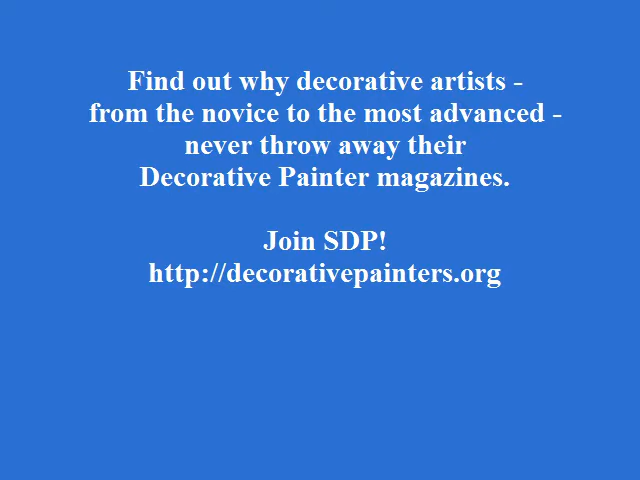 Find out why decorative artists -
from the novice to the most advanced -
never throw away their
Decorative Painter magazines.
Join SDP!
http://decorativepainters.org